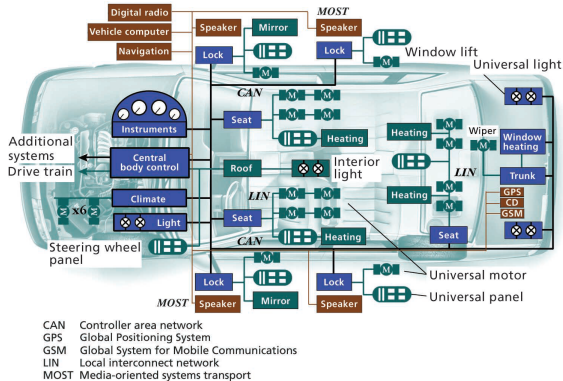 Digital radio
MOST
Vehicle computer
Speaker
Mirror
Speaker
Navigation
Lock
Lock
Window lift
Universal light
CAN
M
M
M
M
M
M
M
Instruments
Seat
Heating
Heating
M
M
Wiper
M
Window heating
Additional systems
Drive train
Central body control
Roof
Interior light
LIN
Trunk
Climate
x6
M
M
Light
LIN
M
M
M
M
Seat
Heating
M
M
GPS
CD
GSM
Steering wheel panel
CAN
Heating
Seat
M
M
Lock
Lock
Universal motor
MOST
Speaker
Mirror
Speaker
Universal panel
CAN Controller area network
GPS Global Positioning System
GSM Global System for Mobile Communications
LIN Local interconnect network
MOST Media-oriented systems transport